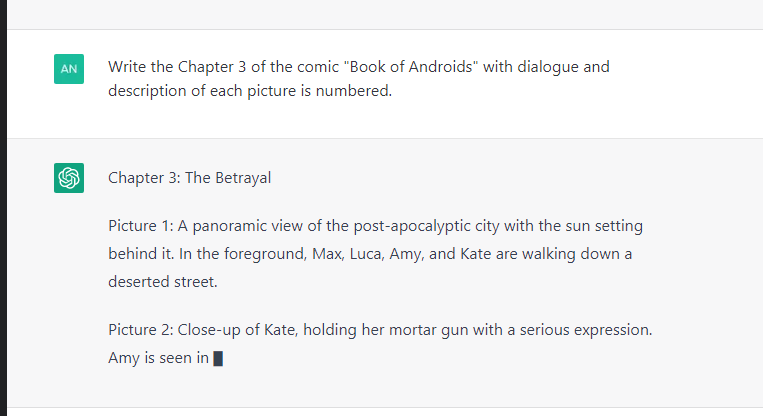 AN
Write the Chapter 3 of the comic "Book of Androids" with dialogue and
description of each picture is numbered.
Chapter 3: The Betrayal
Picture 1: A panoramic view of the post-apocalyptic city with the sun setting
behind it. In the foreground, Max, Luca, Amy, and Kate are walking down a
deserted street.
Picture 2: Close-up of Kate, holding her mortar gun with a serious expression.
Amy is seen in